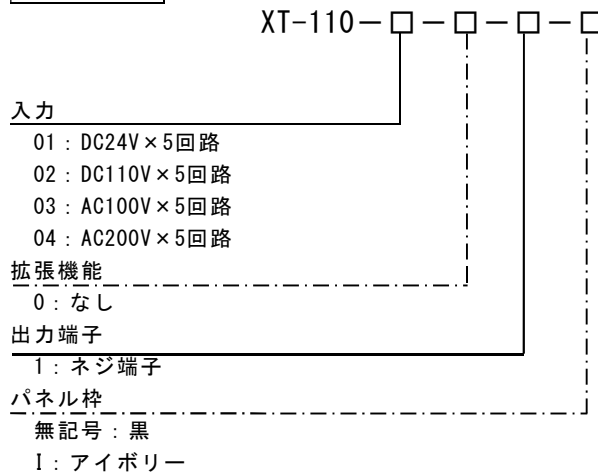 XT-110－□－□－□－□
入力
01：DC24V×5回路
02：DC110V×5回路
03：AC100V×5回路
04：AC200V×5回路
拡張機能
0：なし
出力端子
1：ネジ端子
パネル枠
無記号：黒
I：アイボリー